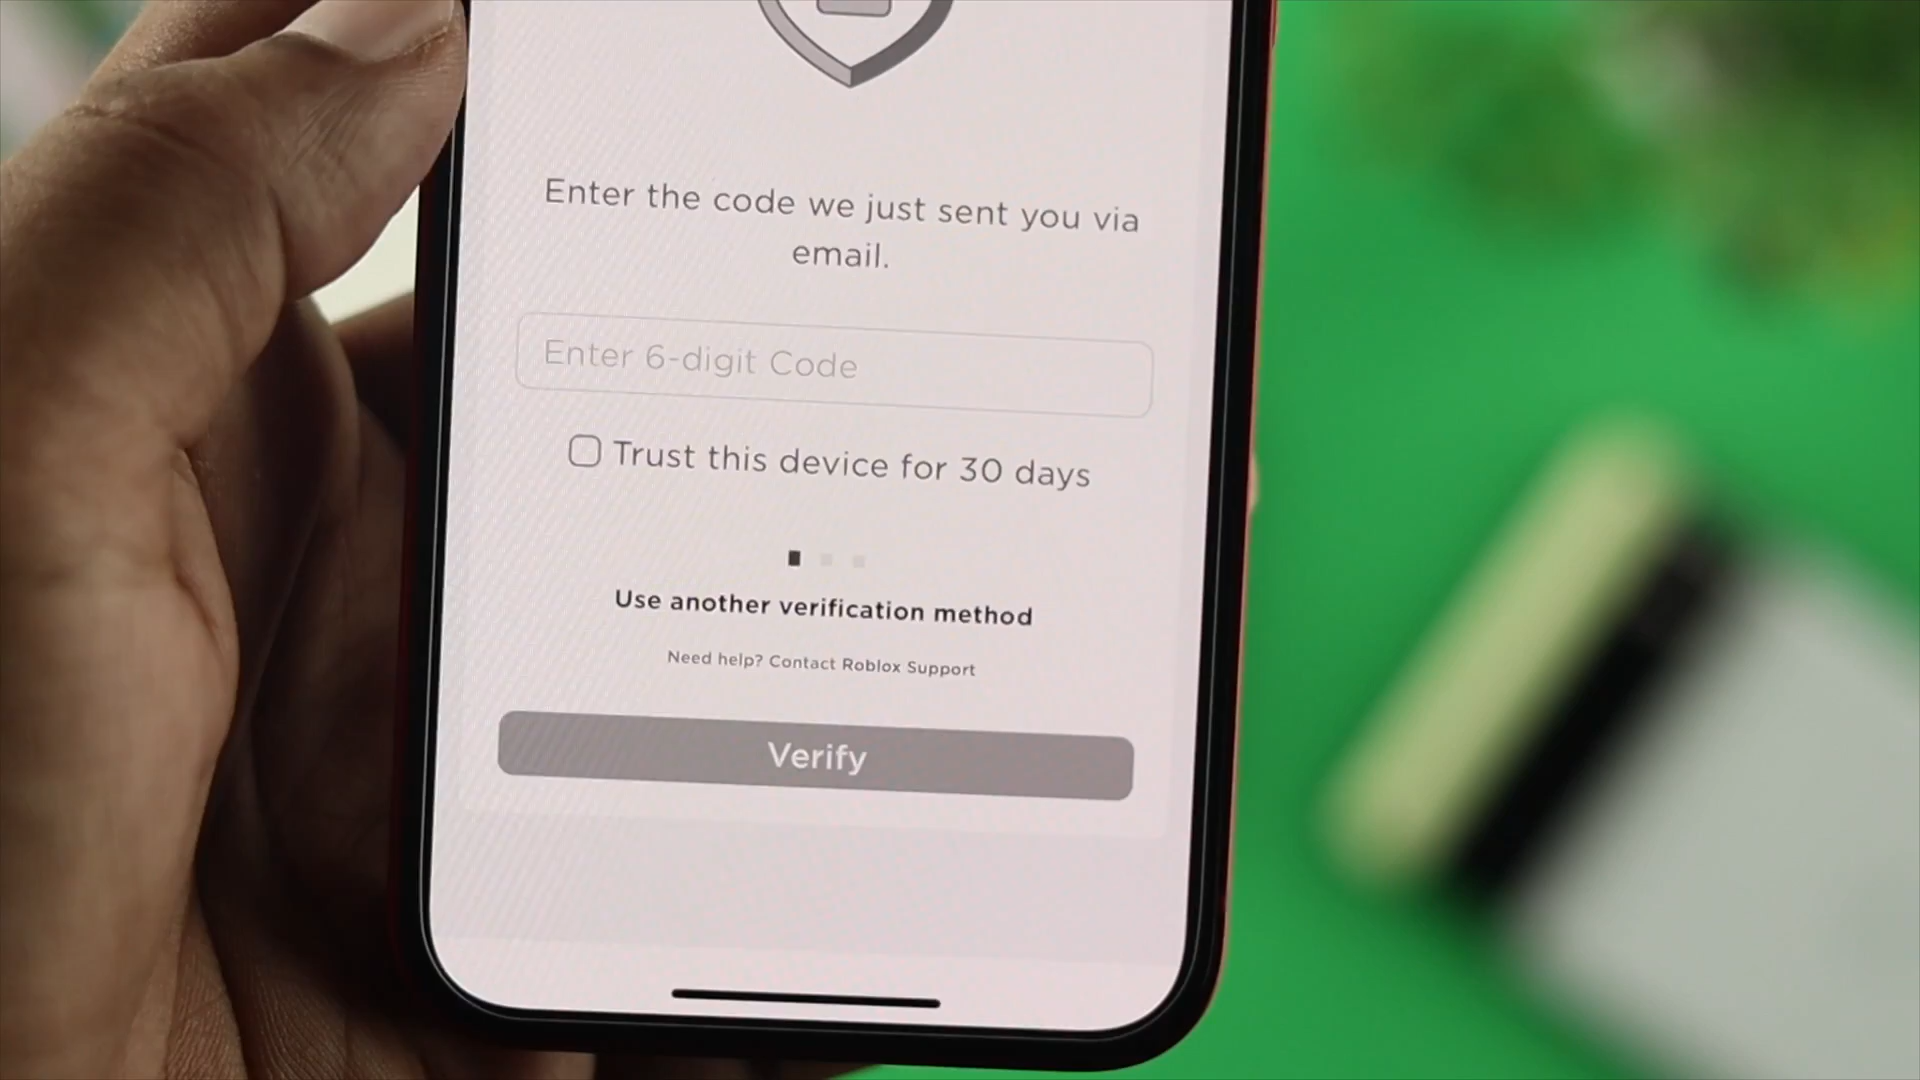 Enter the code we just sent you via
email.
Enter 6-digit Code
Trust this device for 30 days
Use another verification method
Need help? Contact Roblox Support
Verify